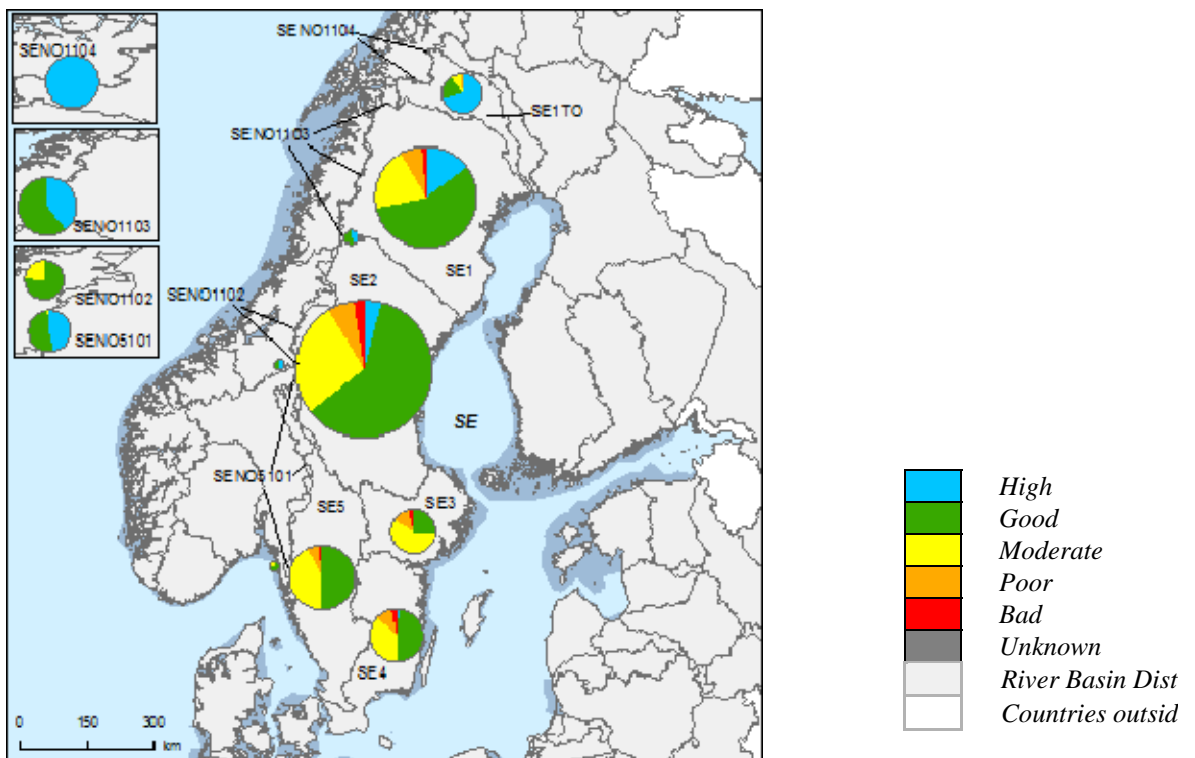 SE NO1104
SENO1104
SE1TO
SE.NO1103
SENO1103
SE2
SE1
SENO1102
SENO1102
SENO5101
SE
SE.NO5101
SE3
SE5
SE4
0 150 300
km
High
Good
Moderate
Poor
Bad
Unknown
River Basin Dist
Countries outsid